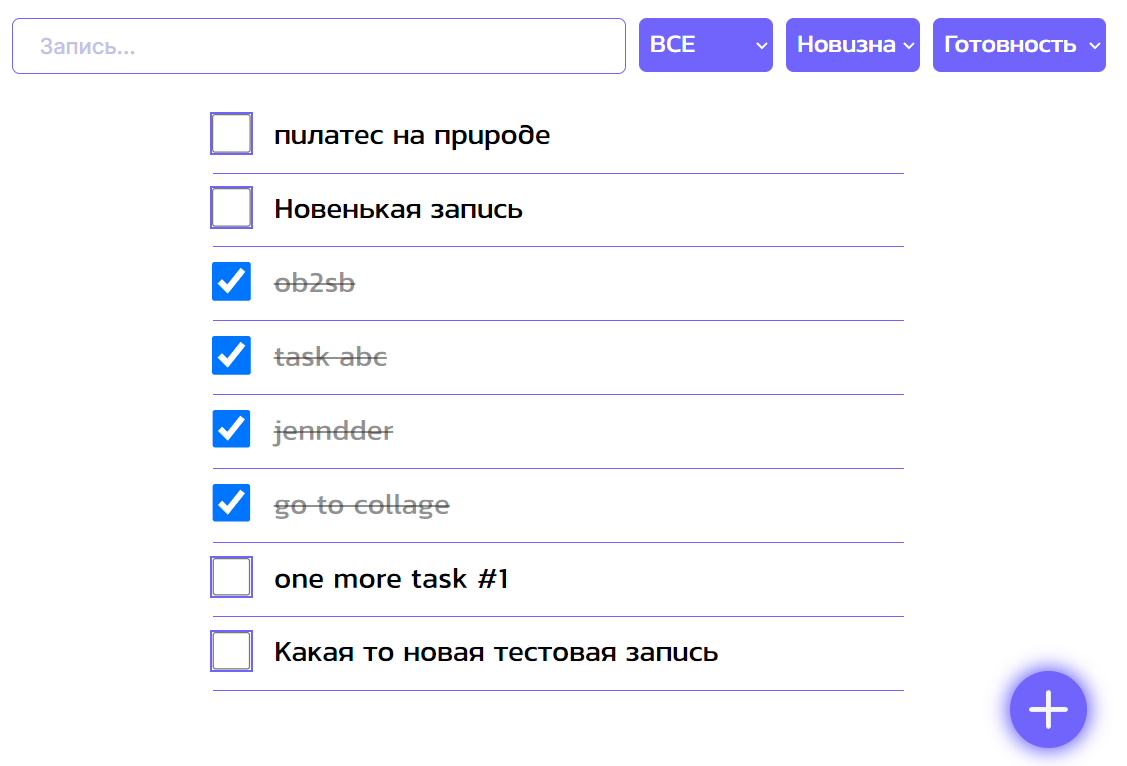 Запись...
ВСЕ
Новизна
Готовность
пилатес на природе
Новенькая запись
ob2sb
task abc
jenndder
go to collage
one more task #1
Какая то новая тестовая запись